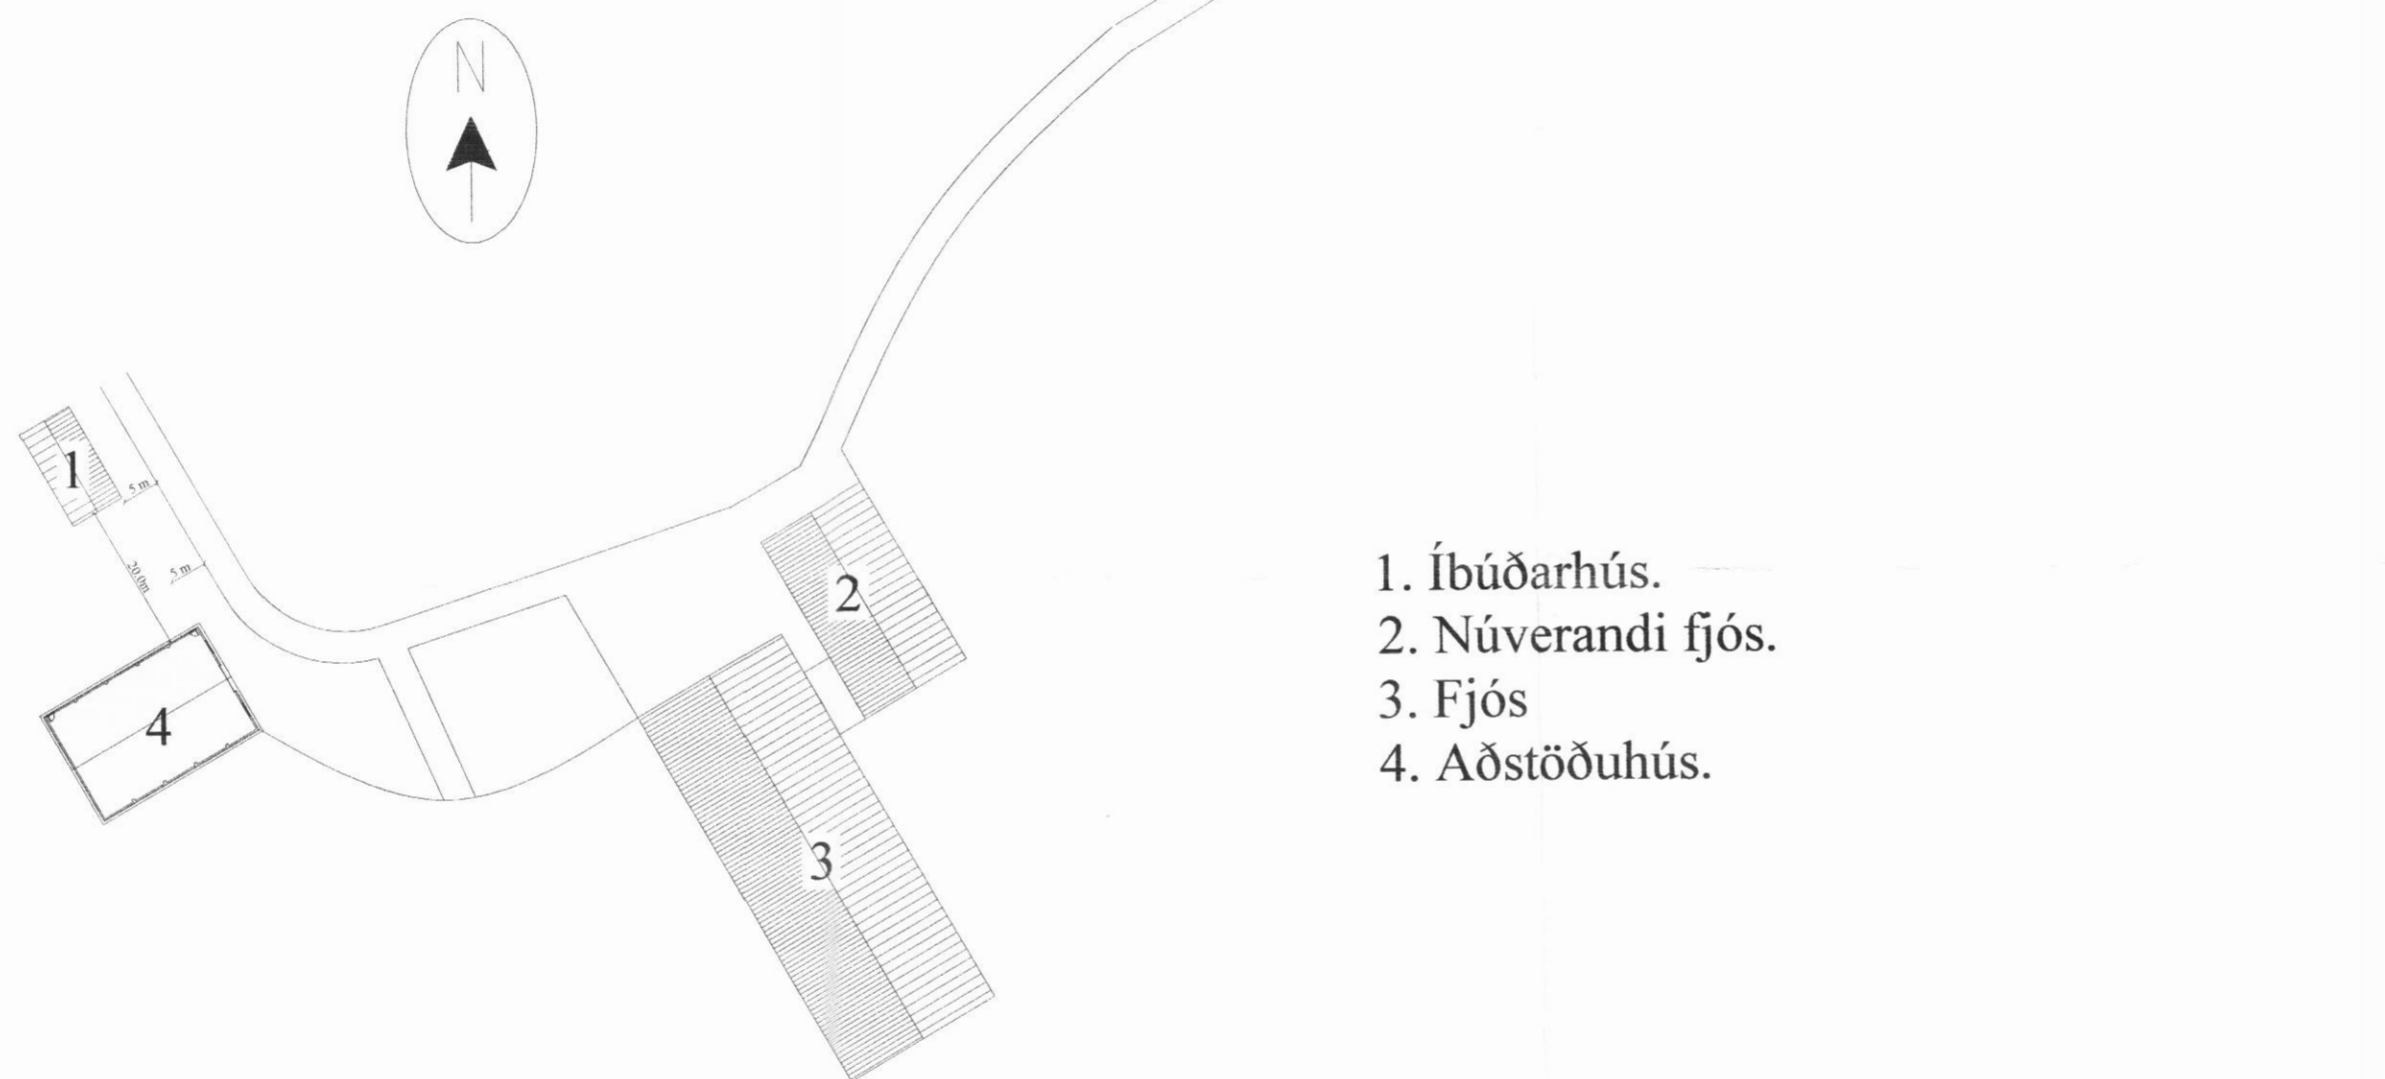 N
1
5 m
20.0m
5 m
2
4
3
1. Íbúðarhús.
2. Núverandi fjós.
3. Fjós
4. Aðstöðuhús.